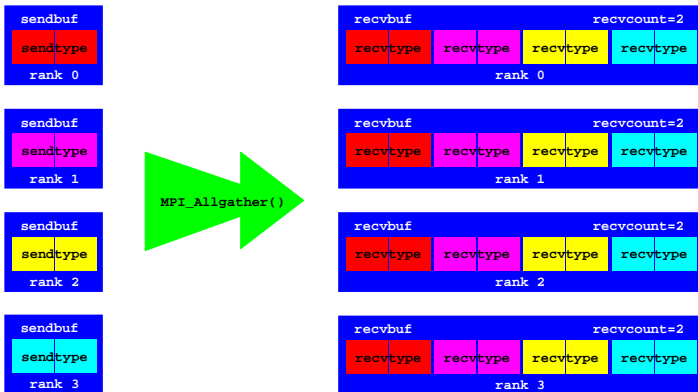 sendbuf
sendtype
rank 0
recvbuf recvcount=2
recvtype recvtype recvtype recvtype
rank 0
sendbuf
sendtype
rank 1
recvbuf recvcount=2
recvtype recvtype recvtype recvtype
rank 1
MPI_Allgather()
sendbuf
sendtype
rank 2
recvbuf recvcount=2
recvtype recvtype recvtype recvtype
rank 2
sendbuf
sendtype
rank 3
recvbuf recvcount=2
recvtype recvtype recvtype recvtype
rank 3